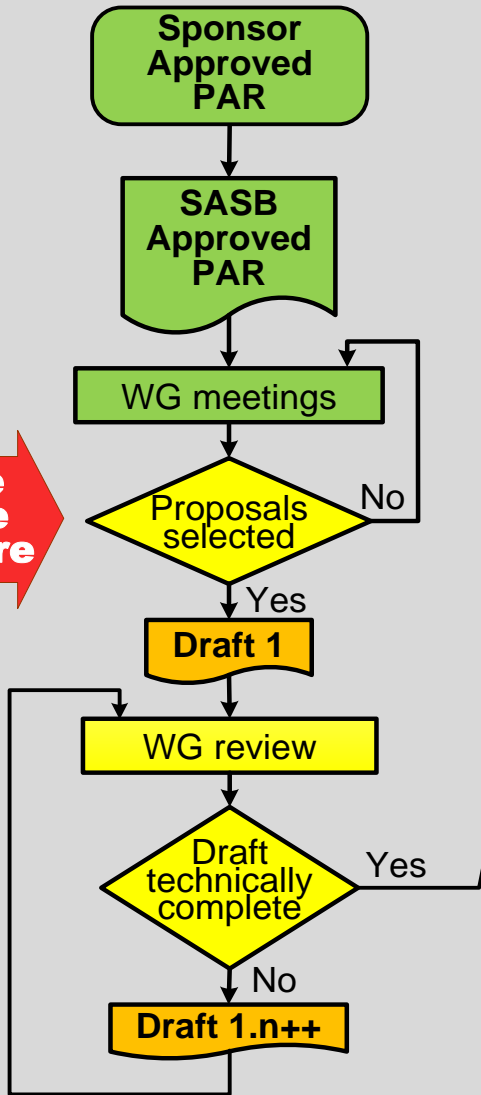 Sponsor
Approved
PAR
SASB
Approved
PAR
WG meetings
Proposals
selected
No
Yes
Draft 1
WG review
Draft
technically
complete
Yes
No
Draft 1.n++